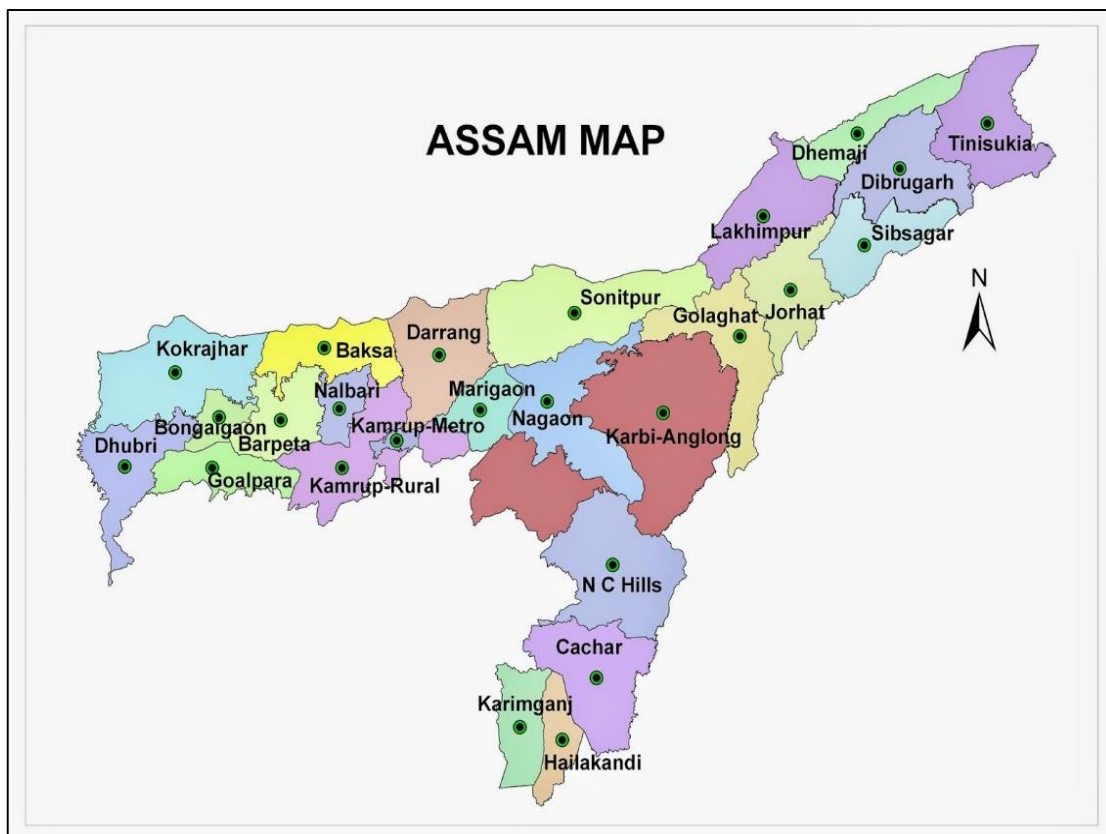 ASSAM MAP
Tinisukia
Dhemaji
Dibrugarh
Lakhimpur
Sibsagar
N
Sonitpur
Golaghat
Jorhat
Darrang
Kokrajhar
Baksa
Nalbari
Marigaon
Nagaon
Kamrup-Metro
Bongaigaon
Barpeta
Karbi-Anglong
Dhubri
Goalpara
Kamrup-Rural
N C Hills
Cachar
Karimganj
Hailakandi